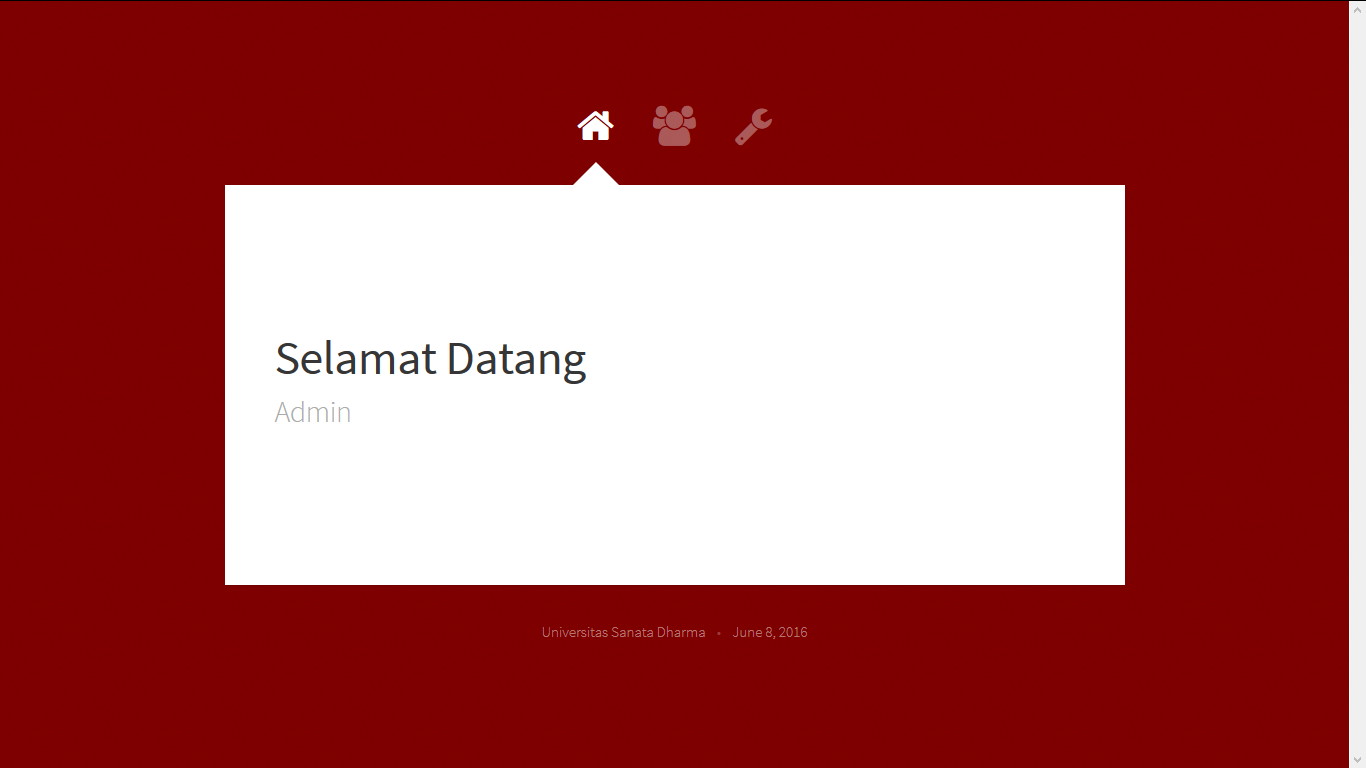 Selamat Datang
Admin
Universitas Sanata Dharma • June 8, 2016